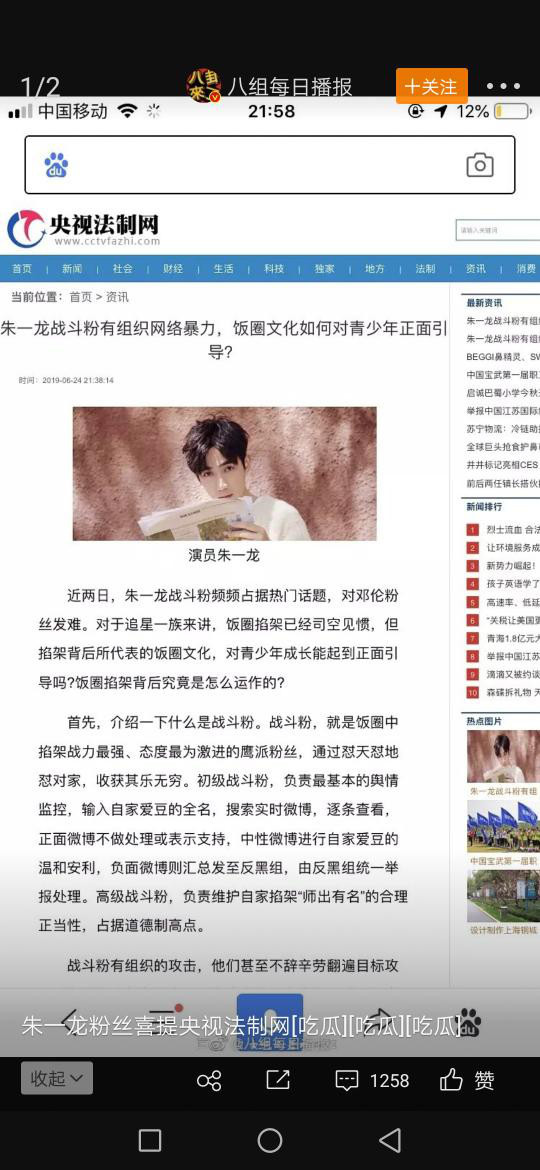 1/2
八组每日播报
十关注
中国移动
21:58
12%
央视法制网
www.cctvfazhi.com
请输入关键词
首页 | 新闻 | 社会 | 财经 | 生活 | 科技 | 独家 | 地方 | 法制 | 资讯 | 消费
当前位置：首页 > 资讯
朱一龙战斗粉有组织网络暴力，饭圈文化如何对青少年正面引
导?
时间：2019-06-24 21:38:14
演员朱一龙
近两日，朱一龙战斗粉频频占据热门话题，对邓伦粉
丝发难。对于追星一族来讲，饭圈掐架已经司空见惯，但
掐架背后所代表的饭圈文化，对青少年成长能起到正面引
导吗?饭圈掐架背后究竟是怎么运作的?
首先，介绍一下什么是战斗粉。战斗粉，就是饭圈中
掐架战力最强、态度最为激进的鹰派粉丝，通过怼天怼地
怼对家，收获其乐无穷。初级战斗粉，负责最基本的舆情
监控，输入自家爱豆的全名，搜索实时微博，逐条查看，
正面微博不做处理或表示支持，中性微博进行自家爱豆的
温和安利，负面微博则汇总发至反黑组，由反黑组统一举
报处理。高级战斗粉，负责维护自家掐架“师出有名”的合理
正当性，占据道德制高点。
战斗粉有组织的攻击，他们甚至不辞辛劳翻遍目标攻
最新资讯
朱一龙战斗粉有组
朱一龙战斗粉有组
BEGGI鼻精灵、SW
中国宝武第一届职
启诚巴蜀小学今秋
举报中国江苏国际
苏宁物流：冷链助
全球巨头抢食护鼻
井井标记亮相CES
前后两任镇长搭伙
新闻排行
1 烈士流血 合法
2 让环境服务成
3 新势力崛起!
4 孩子英语学了
5 高速率、低延
6 “关税让美国更
7 青海1.8亿元大
8 举报中国江苏
9 滴滴又被约谈
10 森碟拆礼物 天
热点图片
朱一龙战斗粉有组
中国宝武第一届职
设计制作上海铜城
朱一龙粉丝喜提央视法制网[吃瓜][吃瓜][吃瓜]
@八组每日播报
收起
1258
赞